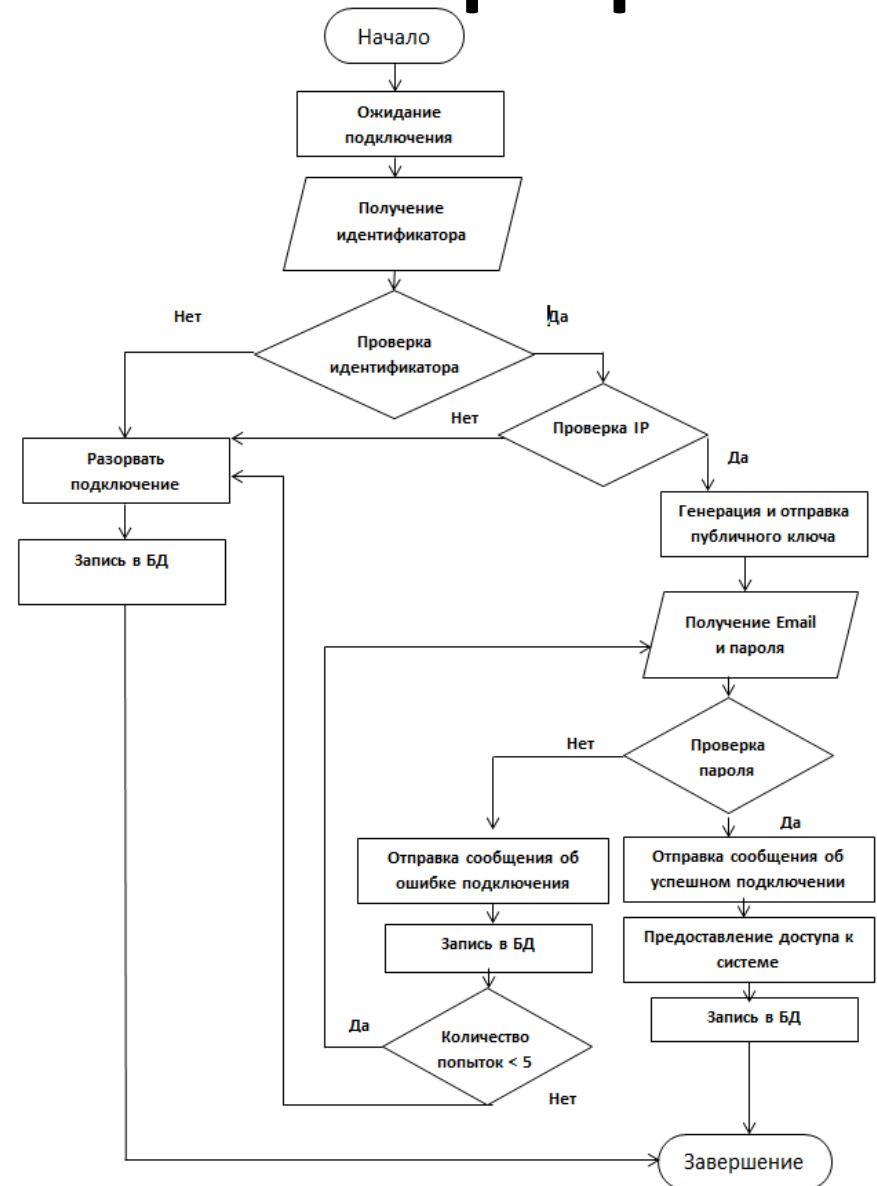 Начало
Ожидание
подключения
Получение
идентификатора
Нет
Да
Проверка
идентификатора
Нет
Проверка IP
Да
Разорвать
подключение
Генерация и отправка
публичного ключа
Запись в БД
Получение Email
и пароля
Нет
Проверка
пароля
Да
Отправка сообщения об
ошибке подключения
Отправка сообщения об
успешном подключении
Запись в БД
Предоставление доступа к
системе
Запись в БД
Да
Количество
попыток < 5
Нет
Завершение